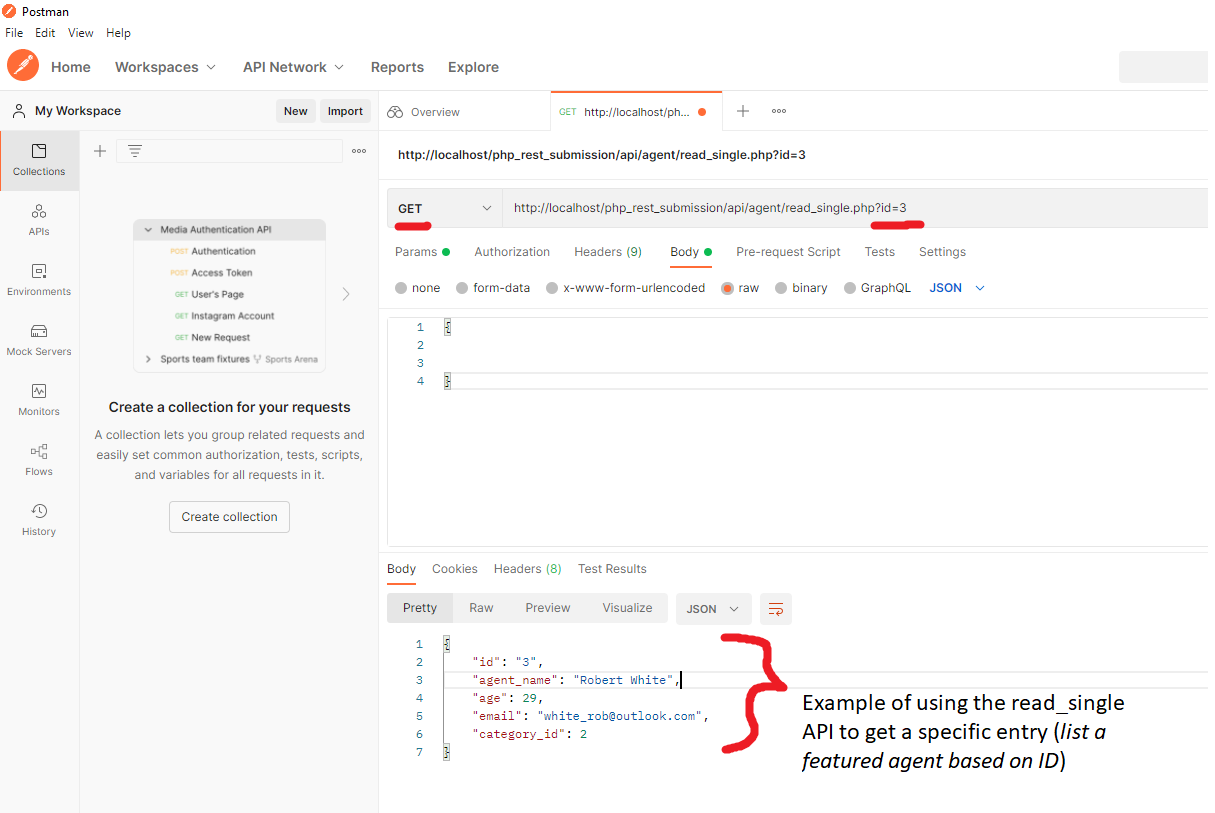 Postman
File Edit View Help
Home Workspaces API Network Reports Explore
My Workspace New Import
Overview GET http://localhost/ph...
Collections
APIs
Environments
Mock Servers
Monitors
Flows
History
Media Authentication API
POST Authentication
POST Access Token
GET User's Page
GET Instagram Account
GET New Request
Sports team fixtures Sports Arena
Create a collection for your requests
A collection lets you group related requests and
easily set common authorization, tests, scripts,
and variables for all requests in it.
Create collection
http://localhost/php_rest_submission/api/agent/read_single.php?id=3
GET http://localhost/php_rest_submission/api/agent/read_single.php?id=3
Params Authorization Headers (9) Body Pre-request Script Tests Settings
none form-data x-www-form-urlencoded raw binary GraphQL JSON
1 {
2
3
4 }
Body Cookies Headers (8) Test Results
Pretty Raw Preview Visualize JSON
1 {
2 "id": "3",
3 "agent_name": "Robert White",
4 "age": 29,
5 "email": "white_rob@outlook.com",
6 "category_id": 2
7 }
Example of using the read_single
API to get a specific entry (list a
featured agent based on ID)